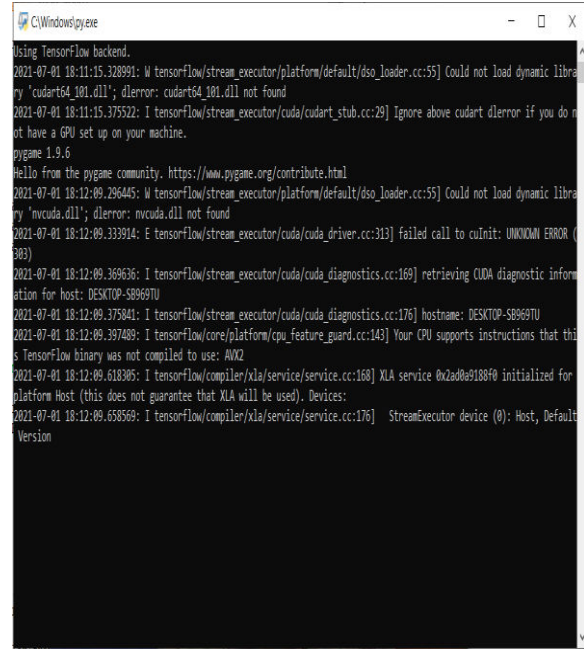 C:\Windows\py.exe
Using TensorFlow backend.
2021-07-01 18:11:15.328991: W tensorflow/stream_executor/platform/default/dso_loader.cc:55] Could not load dynamic libra
ry 'cudart64_101.dll'; dlerror: cudart64_101.dll not found
2021-07-01 18:11:15.375522: I tensorflow/stream_executor/cuda/cudart_stub.cc:29] Ignore above cudart dlerror if you do n
ot have a GPU set up on your machine.
pygame 1.9.6
Hello from the pygame community. https://www.pygame.org/contribute.html
2021-07-01 18:12:09.296445: W tensorflow/stream_executor/platform/default/dso_loader.cc:55] Could not load dynamic libra
ry 'nvcuda.dll'; dlerror: nvcuda.dll not found
2021-07-01 18:12:09.333914: E tensorflow/stream_executor/cuda/cuda_driver.cc:313] failed call to cuInit: UNKNOWN ERROR (
303)
2021-07-01 18:12:09.369636: I tensorflow/stream_executor/cuda/cuda_diagnostics.cc:169] retrieving CUDA diagnostic inform
ation for host: DESKTOP-SB969TU
2021-07-01 18:12:09.375841: I tensorflow/stream_executor/cuda/cuda_diagnostics.cc:176] hostname: DESKTOP-SB969TU
2021-07-01 18:12:09.397489: I tensorflow/core/platform/cpu_feature_guard.cc:143] Your CPU supports instructions that thi
s TensorFlow binary was not compiled to use: AVX2
2021-07-01 18:12:09.618305: I tensorflow/compiler/xla/service/service.cc:168] XLA service 0x2ad0a9188f0 initialized for
platform Host (this does not guarantee that XLA will be used). Devices:
2021-07-01 18:12:09.658569: I tensorflow/compiler/xla/service/service.cc:176]   StreamExecutor device (0): Host, Default
 Version